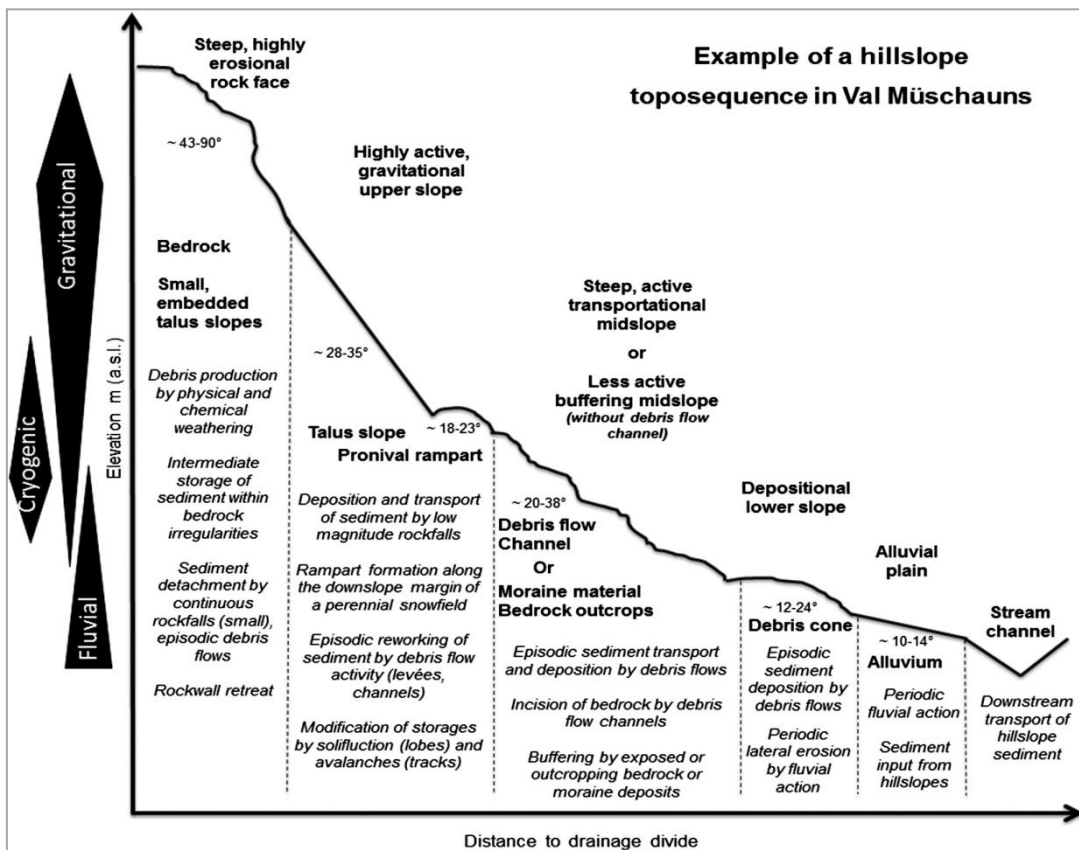 Example of a hillslope
toposequence in Val Müschauns
Gravitational
Cryogenic
Fluvial
Elevation m (a.s.l.)
Steep, highly
erosional
rock face
~ 43-90°
Bedrock
Small,
embedded
talus slopes
Debris production
by physical and
chemical
weathering
Intermediate
storage of
sediment within
bedrock
irregularities
Sediment
detachment by
continuous
rockfalls (small),
episodic debris
flows
Rockwall retreat
Highly active,
gravitational
upper slope
~ 28-35°
Talus slope
~ 18-23°
Pronival rampart
Deposition and transport
of sediment by low
magnitude rockfalls
Rampart formation along
the downslope margin of
a perennial snowfield
Episodic reworking of
sediment by debris flow
activity (levées,
channels)
Modification of storages
by solifluction (lobes) and
avalanches (tracks)
Steep, active
transportational
midslope
or
Less active
buffering midslope
(without debris flow
channel)
~ 20-38°
Debris flow
Channel
Or
Moraine material
Bedrock outcrops
Episodic sediment transport
and deposition by debris flows
Incision of bedrock by debris
flow channels
Buffering by exposed or
outcropping bedrock or
moraine deposits
Depositional
lower slope
~ 12-24°
Debris cone
Episodic
sediment
deposition by
debris flows
Periodic
lateral erosion
by fluvial
action
Alluvial
plain
~ 10-14°
Alluvium
Periodic
fluvial action
Sediment
input from
hillslopes
Stream
channel
Downstream
transport of
hillslope
sediment
Distance to drainage divide